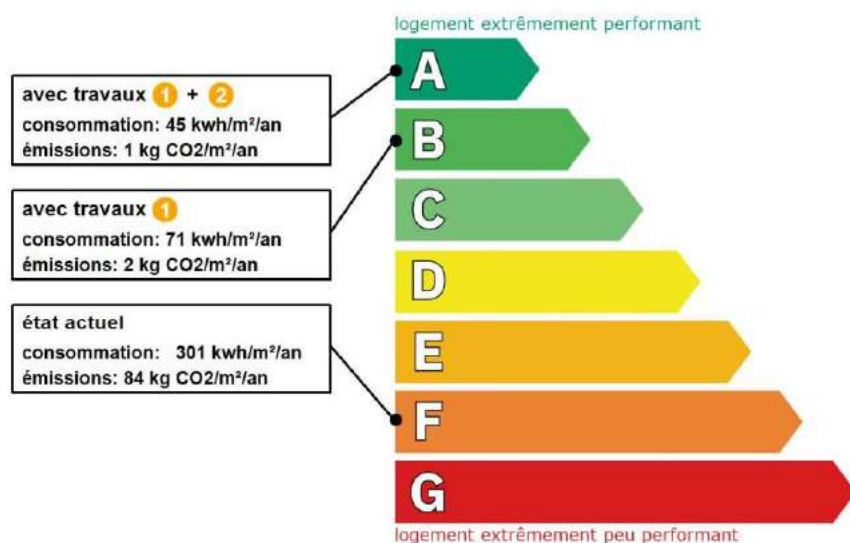 logement extrêmement performant
avec travaux 1 + 2
consommation: 45 kwh/m²/an
émissions: 1 kg CO2/m²/an
avec travaux 1
consommation: 71 kwh/m²/an
émissions: 2 kg CO2/m²/an
état actuel
consommation: 301 kwh/m²/an
émissions: 84 kg CO2/m²/an
A
B
C
D
E
F
G
logement extrêmement peu performant